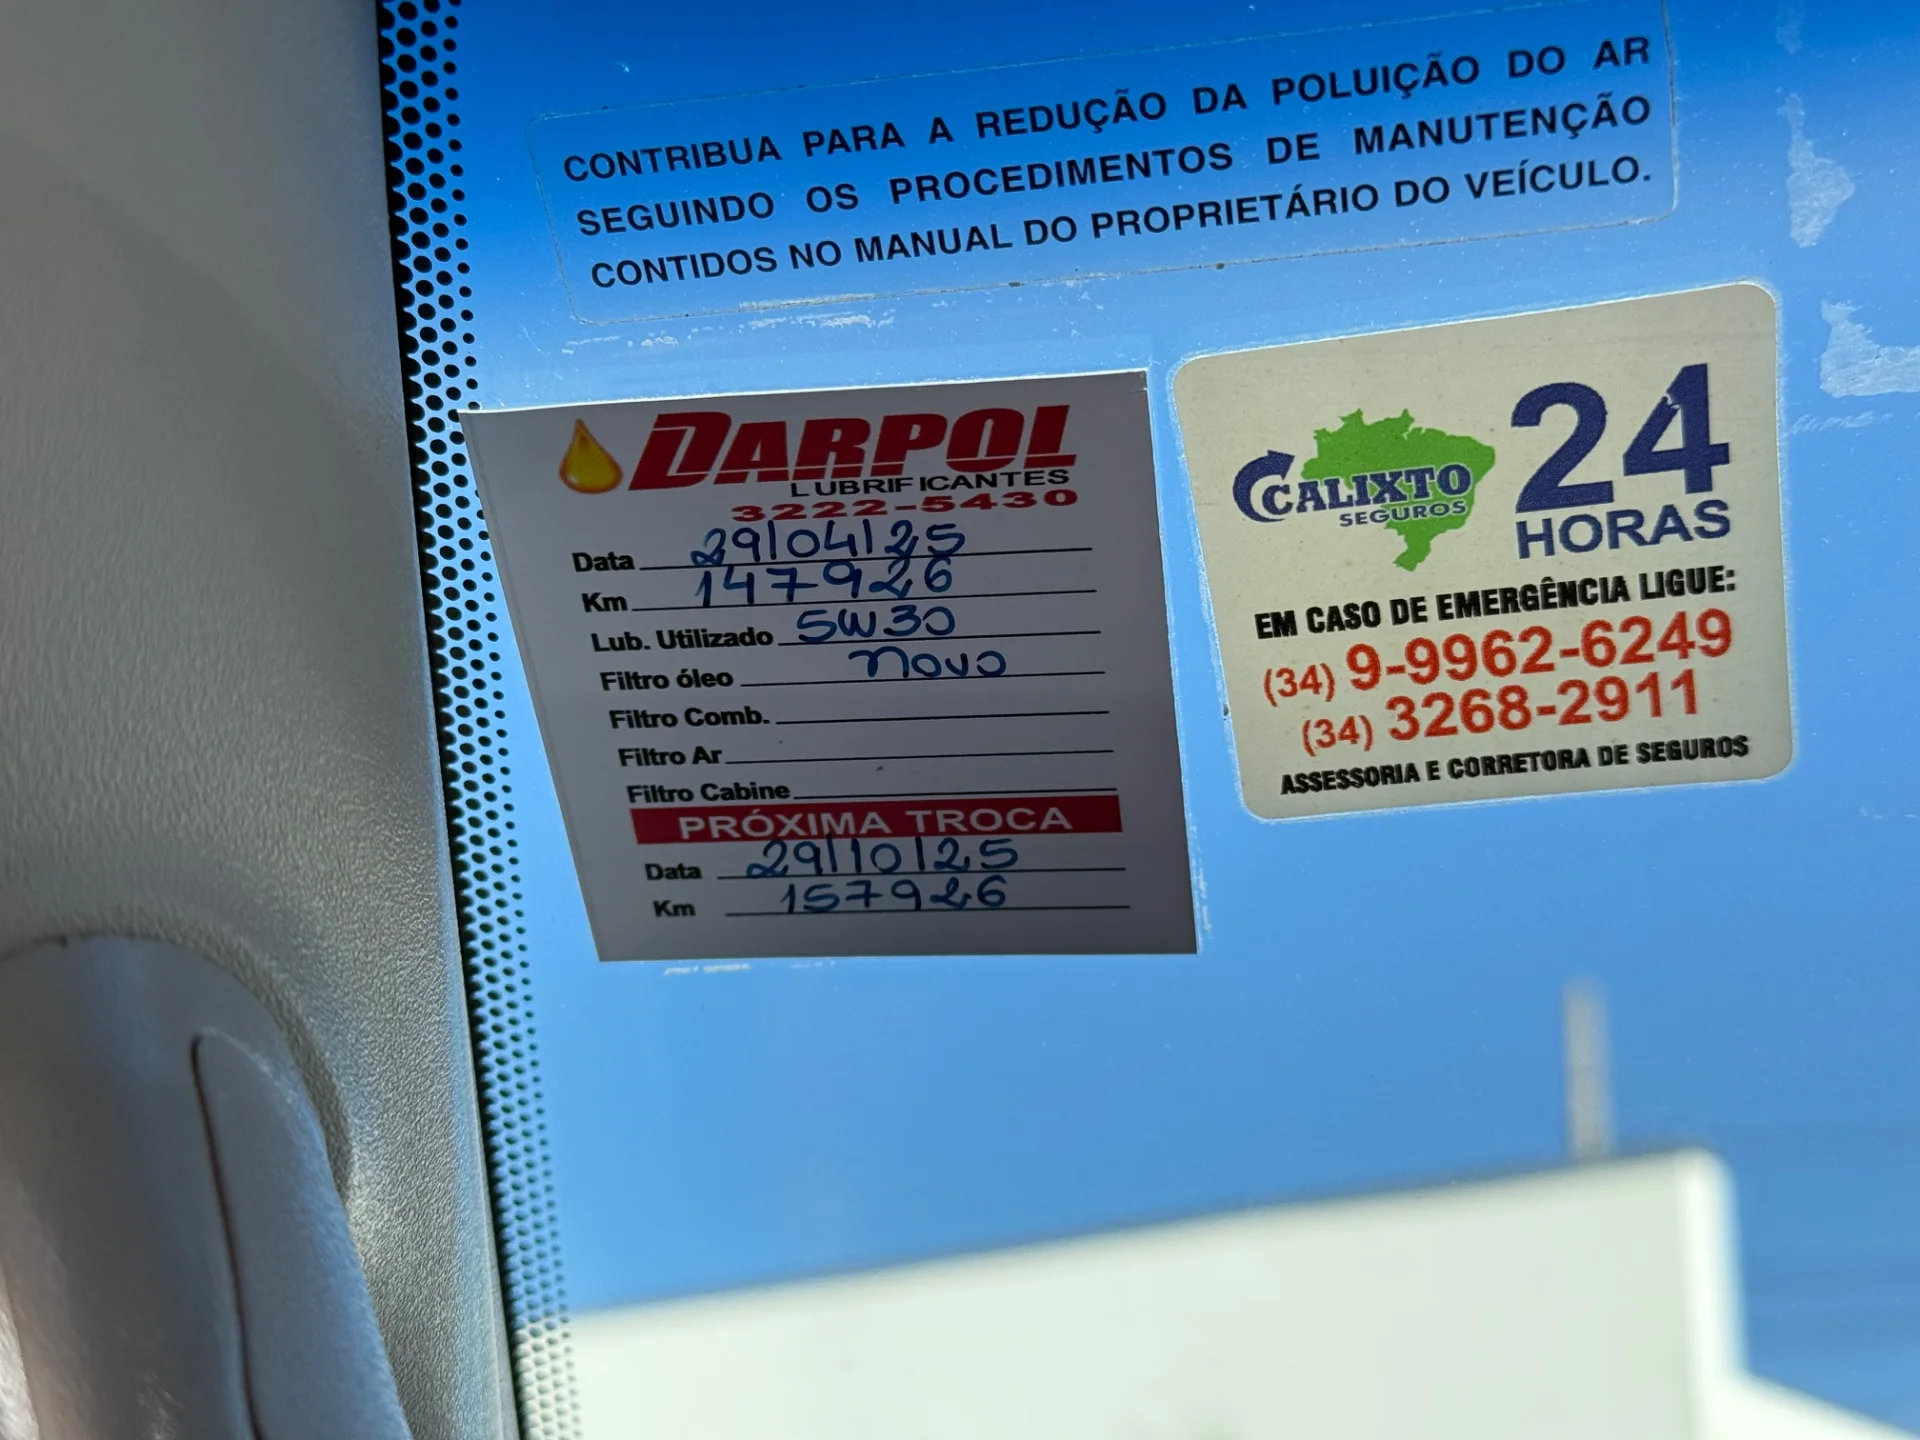 CONTRIBUA PARA A REDUÇÃO DA POLUIÇÃO DO AR
SEGUINDO OS PROCEDIMENTOS DE MANUTENÇÃO
CONTIDOS NO MANUAL DO PROPRIETÁRIO DO VEÍCULO.
DARPOL
LUBRIFICANTES
3222-5430
Data 29/04/25
Km 147926
Lub. Utilizado 5W30
Filtro óleo novo
Filtro Comb.
Filtro Ar
Filtro Cabine
PRÓXIMA TROCA
Data 29/10/25
Km 157926
CALIXTO
SEGUROS
24
HORAS
EM CASO DE EMERGÊNCIA LIGUE:
(34) 9-9962-6249
(34) 3268-2911
ASSESSORIA E CORRETORA DE SEGUROS